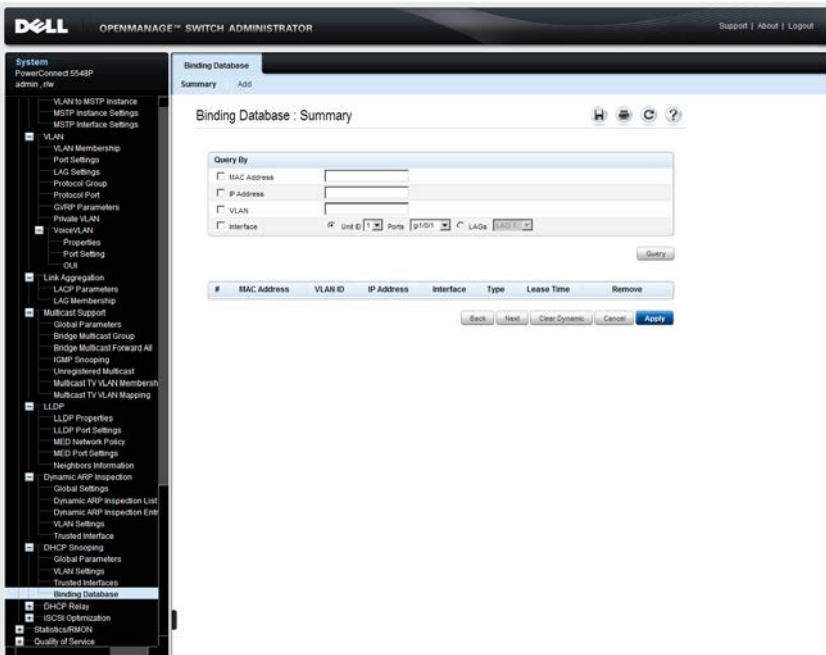 DELL
OPENMANAGE™ SWITCH ADMINISTRATOR
Support | About | Logout
System
PowerConnect 5548P
admin , r/w
VLAN to MSTP Instance
MSTP Instance Settings
MSTP Interface Settings
VLAN
VLAN Membership
Port Settings
LAG Settings
Protocol Group
Protocol Port
GVRP Parameters
Private VLAN
VoiceVLAN
Properties
Port Setting
OUI
Link Aggregation
LACP Parameters
LAG Membership
Multicast Support
Global Parameters
Bridge Multicast Group
Bridge Multicast Forward All
IGMP Snooping
Unregistered Multicast
Multicast TV VLAN Membersh
Multicast TV VLAN Mapping
LLDP
LLDP Properties
LLDP Port Settings
MED Network Policy
MED Port Settings
Neighbors Information
Dynamic ARP Inspection
Global Settings
Dynamic ARP Inspection List
Dynamic ARP Inspection Entr
VLAN Settings
Trusted Interface
DHCP Snooping
Global Parameters
VLAN Settings
Trusted Interfaces
Binding Database
DHCP Relay
iSCSI Optimization
Statistics/RMON
Quality of Service
Binding Database
Summary Add
Binding Database : Summary
Query By
MAC Address
IP Address
VLAN
Interface Unit ID 1 Ports gi1/0/1 LAGs LAG 1
Query
# MAC Address VLAN ID IP Address Interface Type Lease Time Remove
Back Next Clear Dynamic Cancel Apply